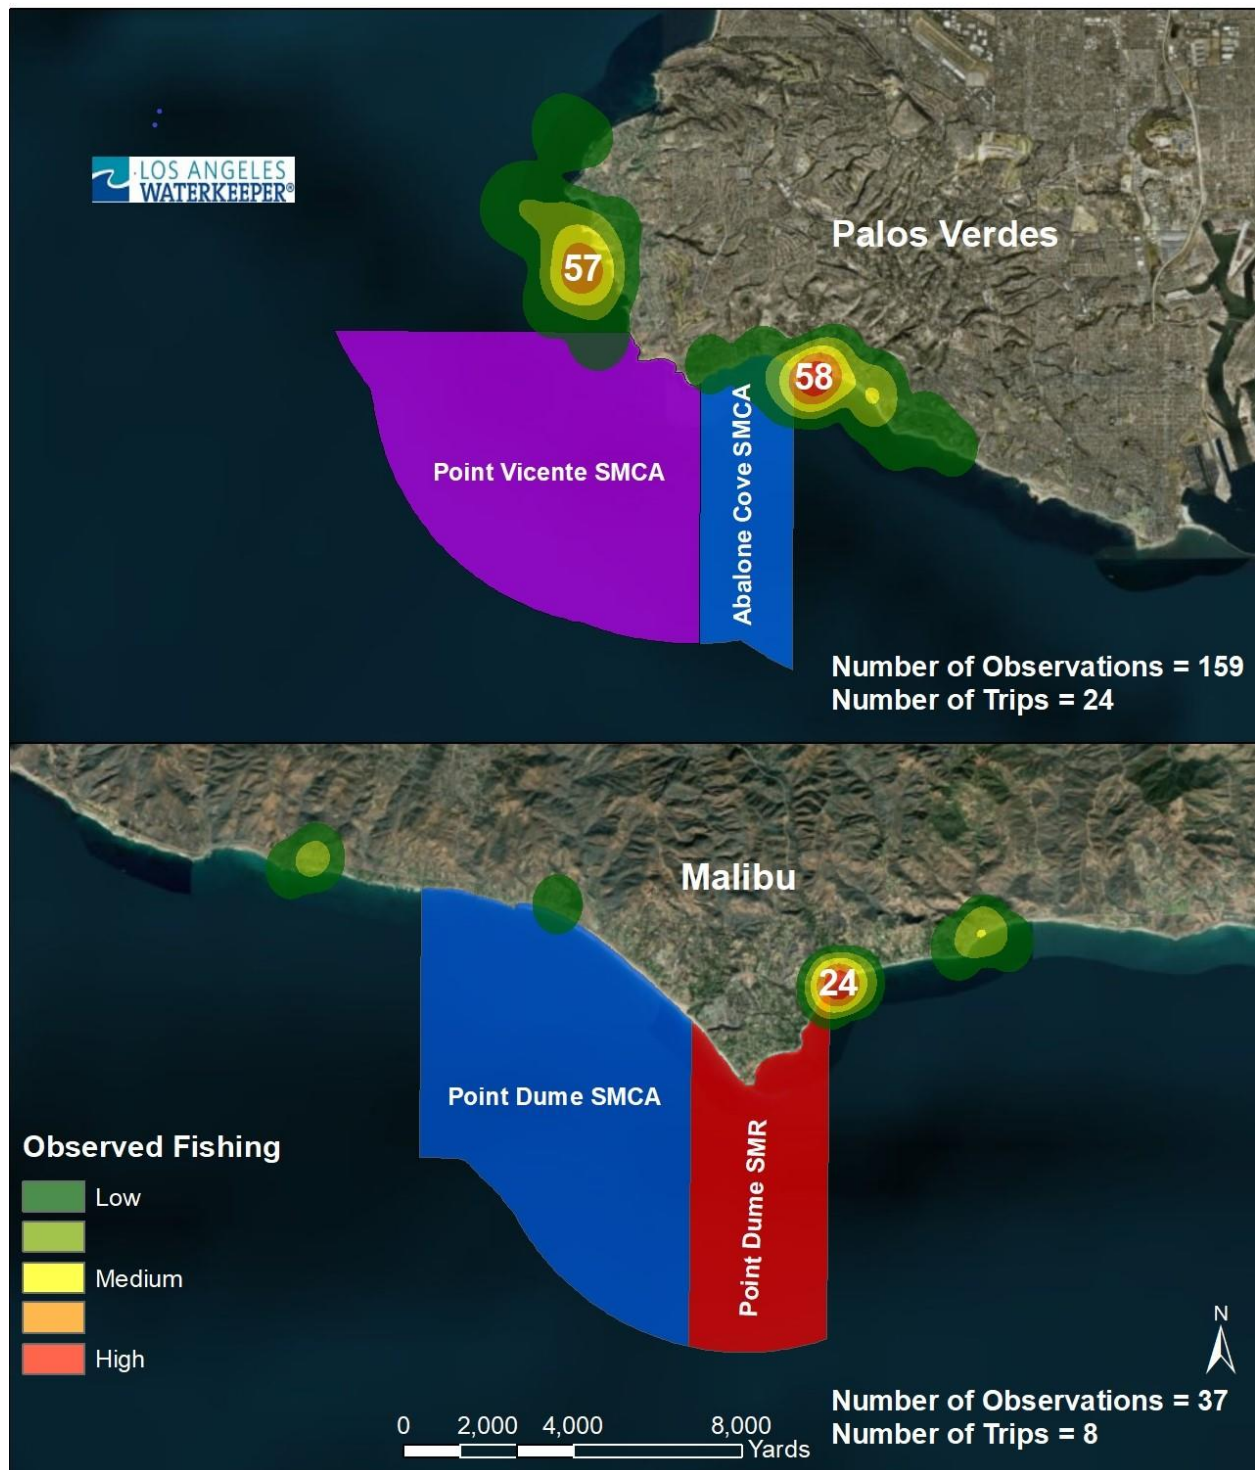 LOS ANGELES
WATERKEEPER®
Palos Verdes
57
58
Point Vicente SMCA
Abalone Cove SMCA
Number of Observations = 159
Number of Trips = 24
Malibu
24
Point Dume SMCA
Point Dume SMR
Observed Fishing
Low
Medium
High
N
Number of Observations = 37
Number of Trips = 8
0 2,000 4,000 8,000
Yards